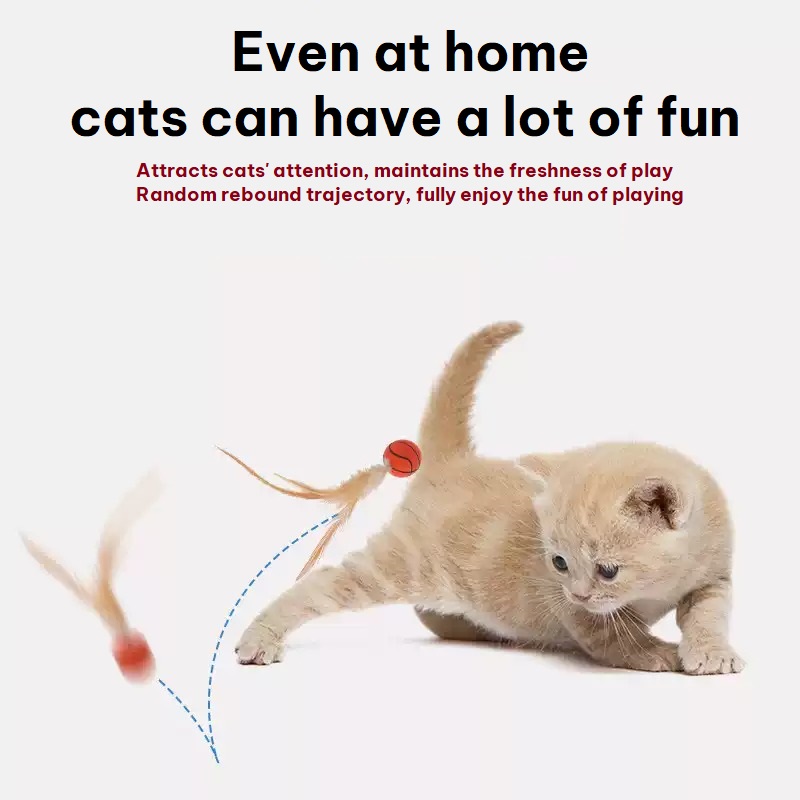 Even at home
cats can have a lot of fun
Attracts cats' attention, maintains the freshness of play
Random rebound trajectory, fully enjoy the fun of playing